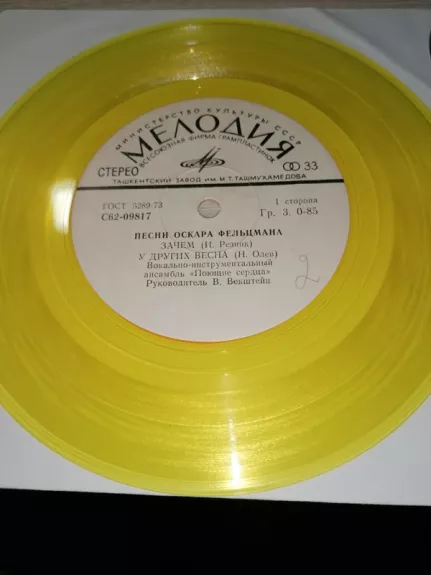 МИНИСТЕРСТВО КУЛЬТУРЫ СССР
МЕЛОДИЯ
ВСЕСОЮЗНАЯ ФИРМА ГРАМПЛАСТИНОК
СТЕРЕО
33
ТАШКЕНТСКИЙ ЗАВОД ИМ. М.Т. ТАШМУХАМЕДОВА
ГОСТ 5289-73
1 сторона
С62-09817
Гр. 3. 0-85
ПЕСНИ ОСКАРА ФЕЛЬЦМАНА
ЗАЧЕМ (И. Резник)
У ДРУГИХ ВЕСНА (Н. Олев)
Вокально-инструментальный
ансамбль «Поющие сердца»
Руководитель В. Векштейн
2